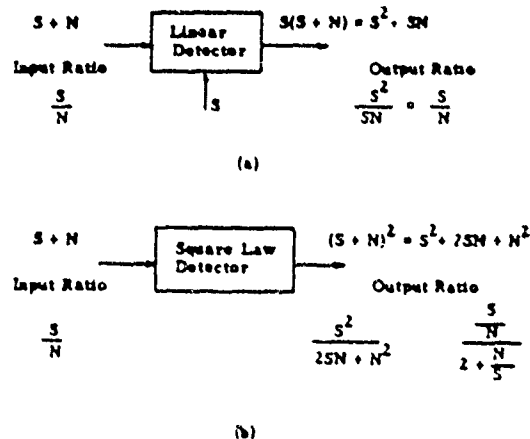 S + N
Linear Detector
S(S + N) = S² + SN
Input Ratio
S/N
S
Output Ratio
S²/SN = S/N
(a)
S + N
Square Law Detector
(S + N)² = S² + 2SN + N²
Input Ratio
S/N
Output Ratio
S²/(2SN + N²)
(S/N)/(2 + N/S)
(b)